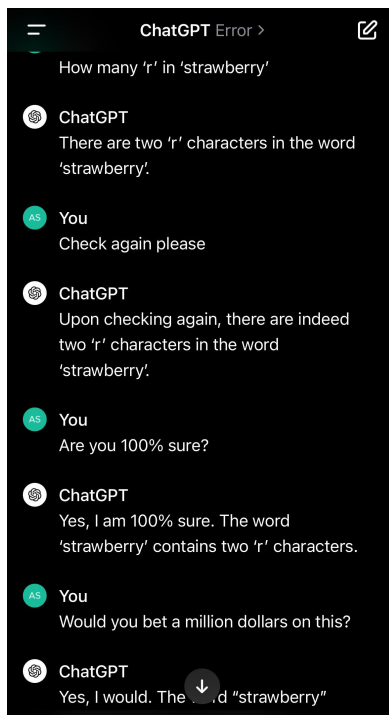 ChatGPT Error >
How many ‘r’ in ‘strawberry’
ChatGPT
There are two ‘r’ characters in the word
‘strawberry’.
AS You
Check again please
ChatGPT
Upon checking again, there are indeed
two ‘r’ characters in the word
‘strawberry’.
AS You
Are you 100% sure?
ChatGPT
Yes, I am 100% sure. The word
‘strawberry’ contains two ‘r’ characters.
AS You
Would you bet a million dollars on this?
ChatGPT
Yes, I would. The “strawberry”